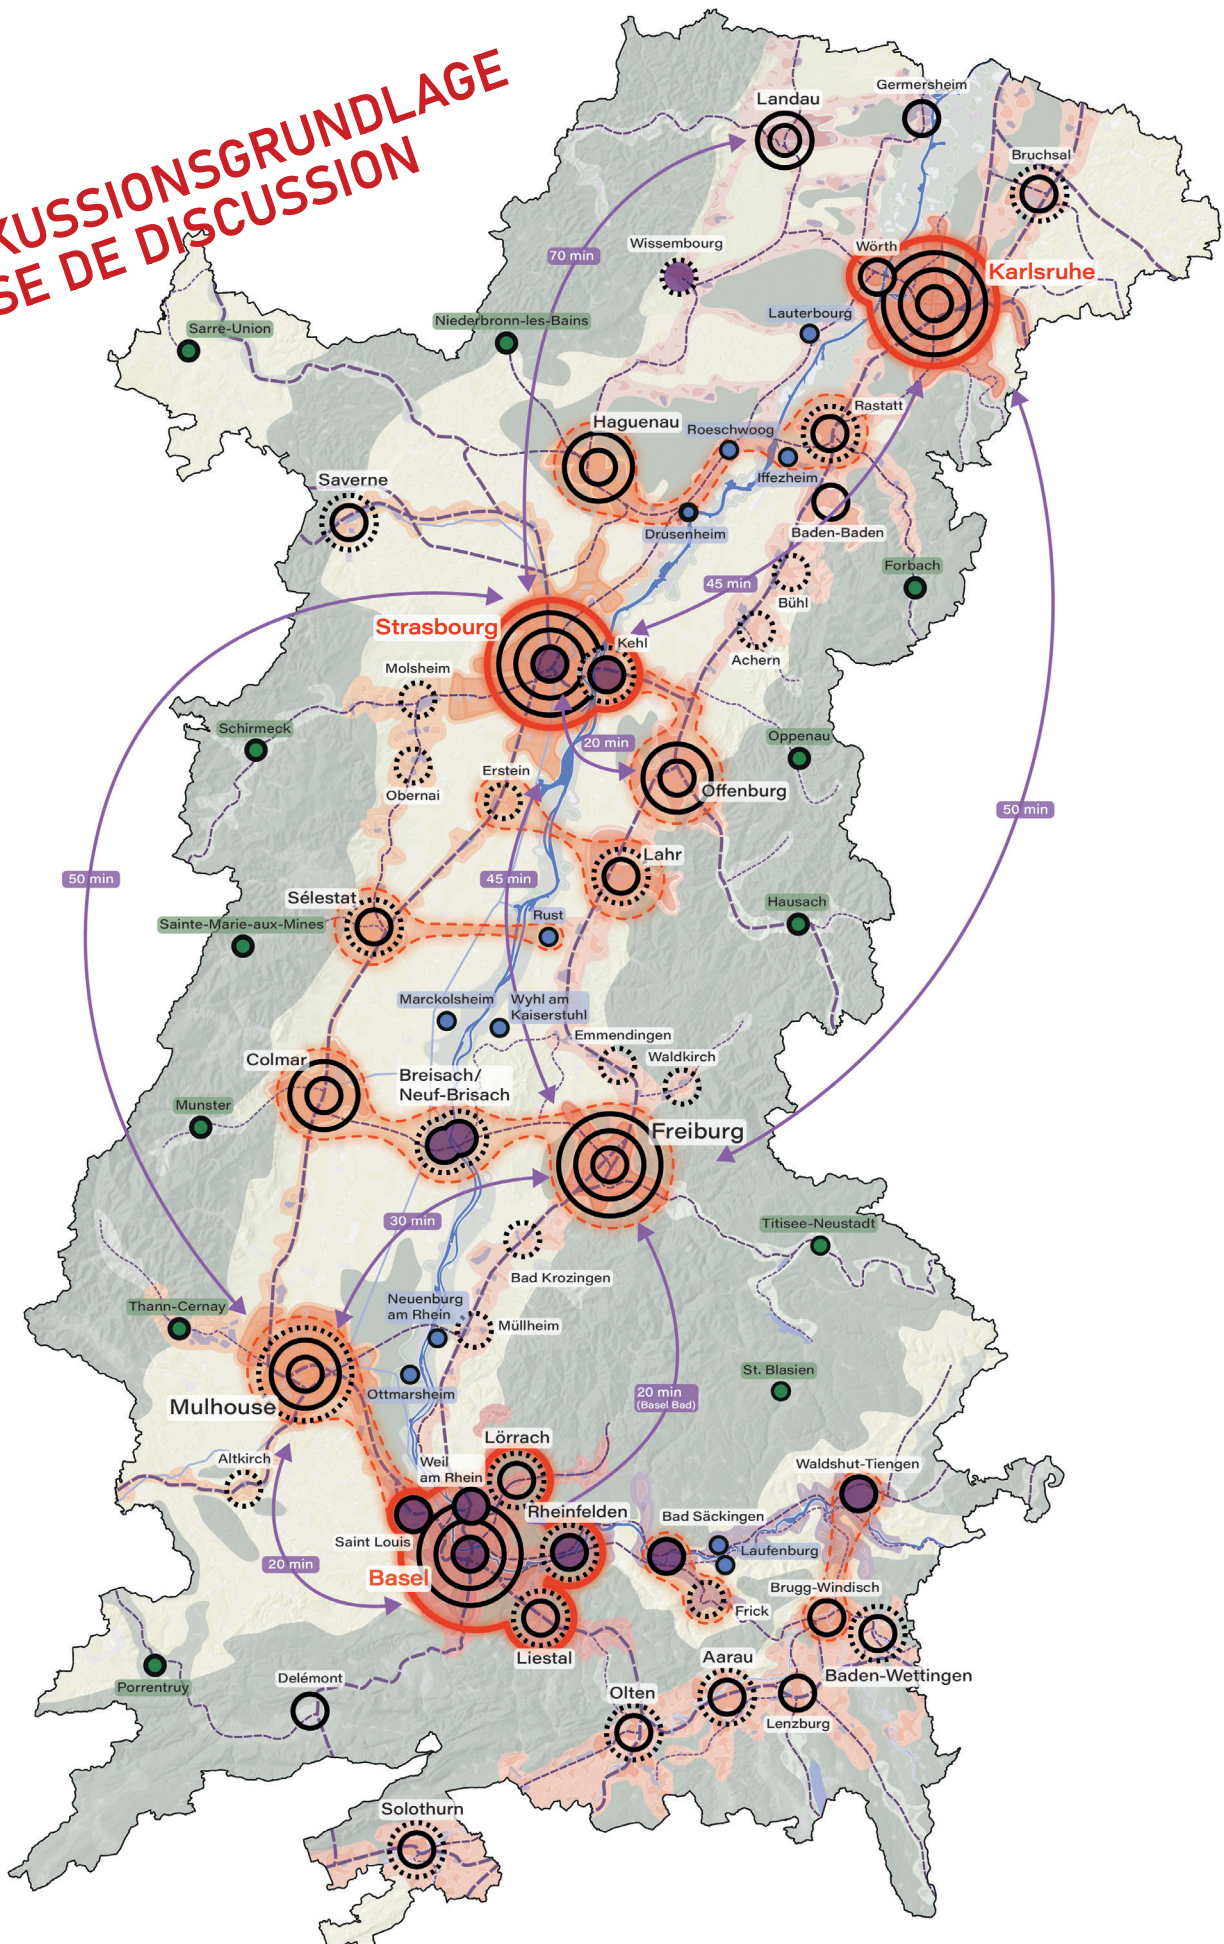 KUSSIONSGRUNDLAGE
SE DE DISCUSSION
Landau
Germersheim
Bruchsal
Wissembourg
70 min
Wörth
Karlsruhe
Lauterbourg
Niederbronn-les-Bains
Sarre-Union
Rastatt
Haguenau
Roeschwoog
Iffezheim
Saverne
Drusenheim
Baden-Baden
Forbach
45 min
Bühl
Strasbourg
Kehl
Achern
Molsheim
Schirmeck
20 min
Oppenau
Erstein
Obernai
Offenburg
50 min
Lahr
50 min
45 min
Sélestat
Hausach
Sainte-Marie-aux-Mines
Rust
Marckolsheim
Wyhl am
Kaiserstuhl
Emmendingen
Colmar
Waldkirch
Breisach/
Neuf-Brisach
Munster
Freiburg
30 min
Titisee-Neustadt
Bad Krozingen
Thann-Cernay
Neuenburg
am Rhein
Müllheim
St. Blasien
Ottmarsheim
20 min
(Basel Bad)
Mulhouse
Lörrach
Altkirch
Weil
am Rhein
Waldshut-Tiengen
Rheinfelden
Bad Säckingen
Saint Louis
Laufenburg
20 min
Basel
Brugg-Windisch
Frick
Liestal
Aarau
Baden-Wettingen
Porrentruy
Delémont
Olten
Lenzburg
Solothurn